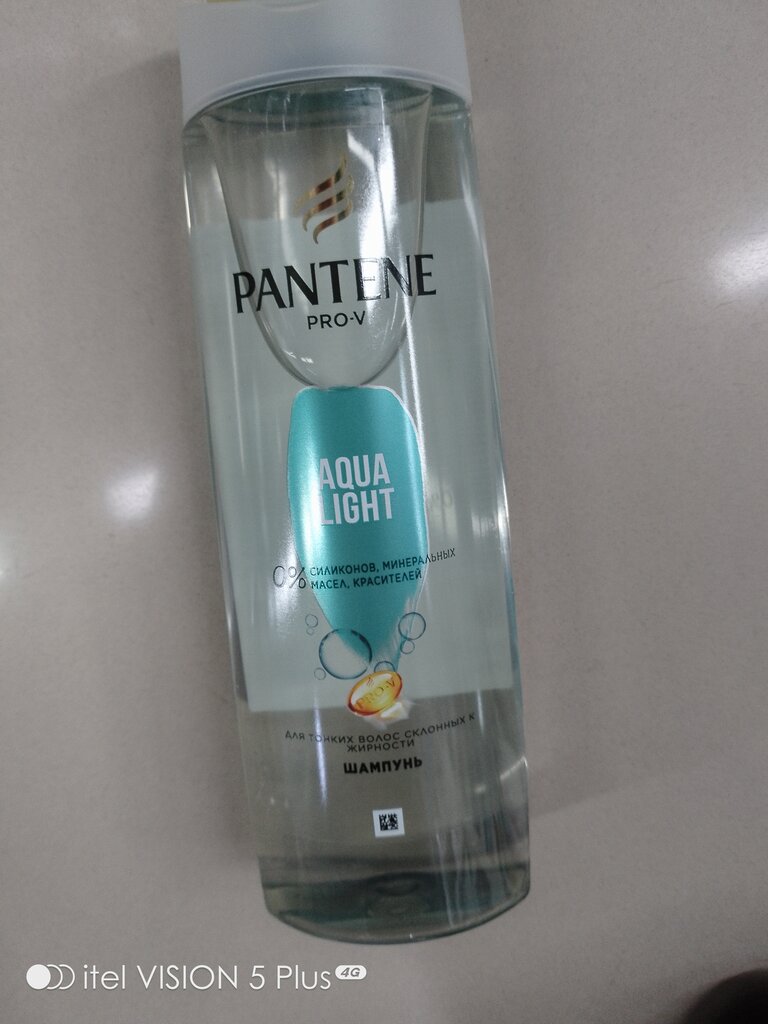 PANTENE
PRO-V
AQUA
LIGHT
0% СИЛИКОНОВ, МИНЕРАЛЬНЫХ
МАСЕЛ, КРАСИТЕЛЕЙ
PRO-V
ДЛЯ ТОНКИХ ВОЛОС СКЛОННЫХ К
ЖИРНОСТИ
ШАМПУНЬ
itel VISION 5 Plus 4G